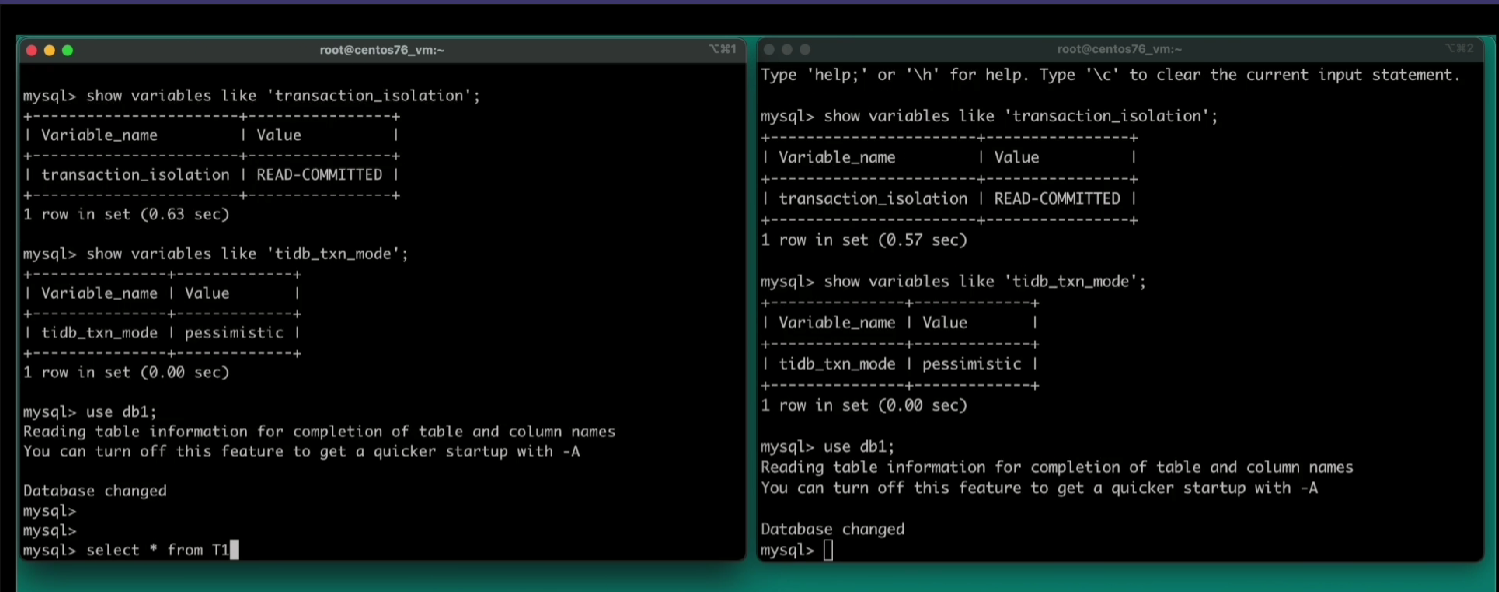 root@centos76_vm:~
⌥⌘1
mysql> show variables like 'transaction_isolation';
+-----------------------+----------------+
| Variable_name         | Value          |
+-----------------------+----------------+
| transaction_isolation | READ-COMMITTED |
+-----------------------+----------------+
1 row in set (0.63 sec)
mysql> show variables like 'tidb_txn_mode';
+---------------+-------------+
| Variable_name | Value       |
+---------------+-------------+
| tidb_txn_mode | pessimistic |
+---------------+-------------+
1 row in set (0.00 sec)
mysql> use db1;
Reading table information for completion of table and column names
You can turn off this feature to get a quicker startup with -A
Database changed
mysql>
mysql>
mysql> select * from T1
root@centos76_vm:~
⌥⌘2
Type 'help;' or '\h' for help. Type '\c' to clear the current input statement.
mysql> show variables like 'transaction_isolation';
+-----------------------+----------------+
| Variable_name         | Value          |
+-----------------------+----------------+
| transaction_isolation | READ-COMMITTED |
+-----------------------+----------------+
1 row in set (0.57 sec)
mysql> show variables like 'tidb_txn_mode';
+---------------+-------------+
| Variable_name | Value       |
+---------------+-------------+
| tidb_txn_mode | pessimistic |
+---------------+-------------+
1 row in set (0.00 sec)
mysql> use db1;
Reading table information for completion of table and column names
You can turn off this feature to get a quicker startup with -A
Database changed
mysql>